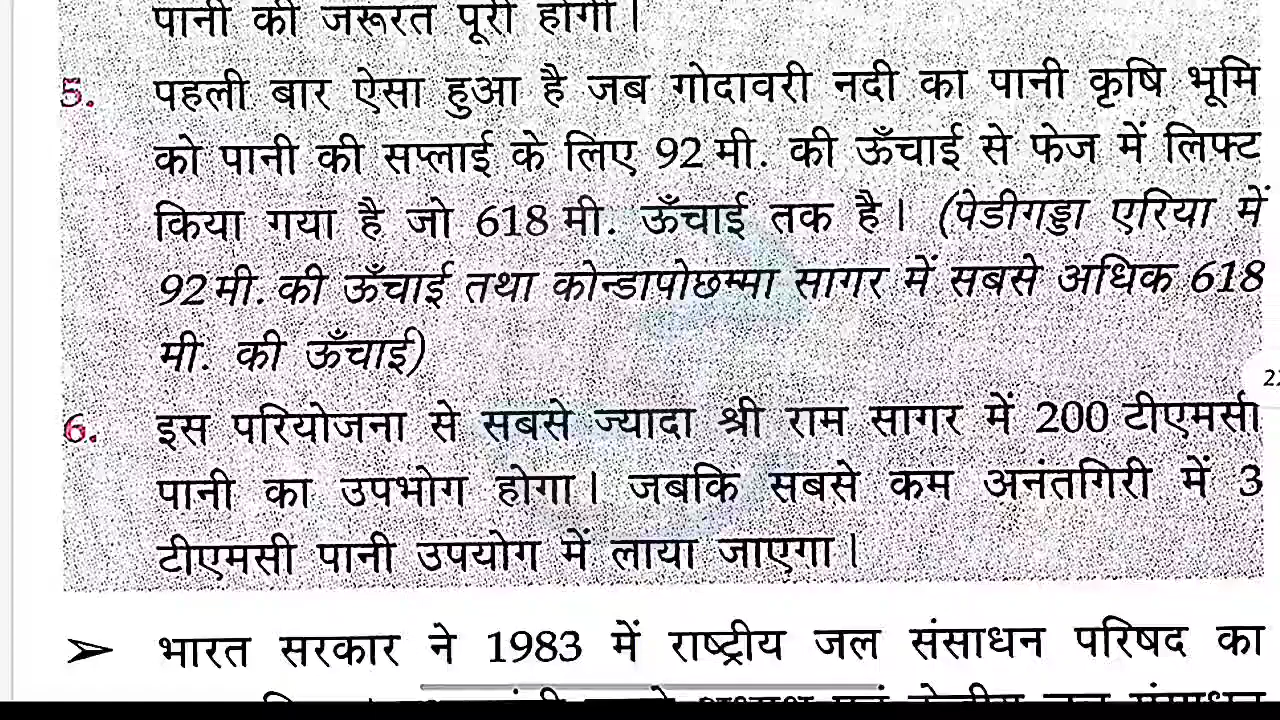 पानी की जरूरत पूरी होगी।
5. पहली बार ऐसा हुआ है जब गोदावरी नदी का पानी कृषि भूमि
को पानी की सप्लाई के लिए 92 मी. की ऊँचाई से फेज में लिफ्ट
किया गया है जो 618 मी. ऊँचाई तक है। (पेडीगड्डा एरिया में
92 मी. की ऊँचाई तथा कोन्डापोछम्मा सागर में सबसे अधिक 618
मी. की ऊँचाई)
6. इस परियोजना से सबसे ज्यादा श्री राम सागर में 200 टीएमसी
पानी का उपभोग होगा। जबकि सबसे कम अनंतगिरी में 3
टीएमसी पानी उपयोग में लाया जाएगा।
➢ भारत सरकार ने 1983 में राष्ट्रीय जल संसाधन परिषद का